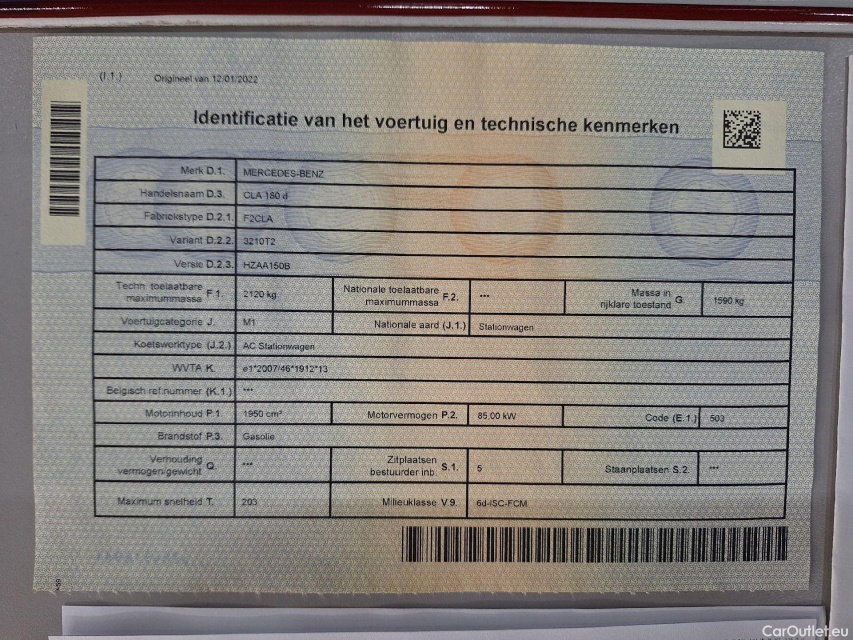 (I.1.) Origineel van 12/01/2022
Identificatie van het voertuig en technische kenmerken
Merk D.1. MERCEDES-BENZ
Handelsnaam D.3. CLA 180 d
Fabriekstype D.2.1. F2CLA
Variant D.2.2. 3210T2
Versie D.2.3. HZAA150B
Techn. toelaatbare maximummassa F.1. 2120 kg Nationale toelaatbare maximummassa F.2. *** Massa in rijklare toestand G. 1590 kg
Voertuigcategorie J. M1 Nationale aard (J.1.) Stationwagen
Koetswerktype (J.2.) AC Stationwagen
WVTA K. e1*2007/46*1912*13
Belgisch ref.nummer (K.1.) ***
Motorinhoud P.1. 1950 cm³ Motorvermogen P.2. 85,00 kW Code (E.1.) 503
Brandstof P.3. Gasolie
Verhouding vermogen/gewicht Q. *** Zitplaatsen bestuurder inb. S.1. 5 Staanplaatsen S.2. ***
Maximum snelheid T. 203 Milieuklasse V.9. 6d-ISC-FCM
CarOutlet.eu